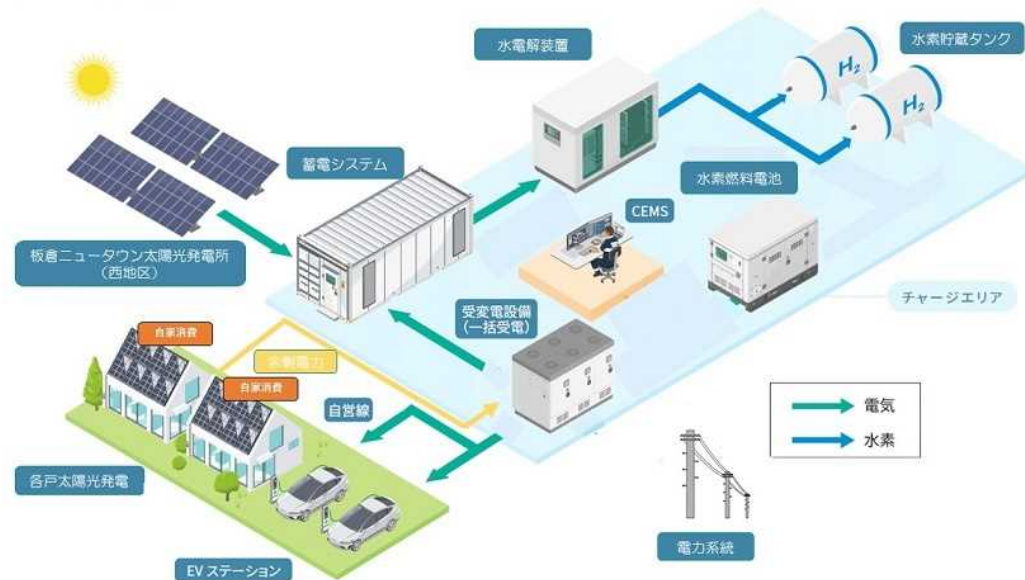 水電解装置
水素貯蔵タンク
H₂
H₂
蓄電システム
水素燃料電池
CEMS
板倉ニュータウン太陽光発電所
（西地区）
チャージエリア
受変電設備
（一括受電）
自家消費
余剰電力
自家消費
自営線
電気
水素
各戸太陽光発電
電力系統
EV ステーション